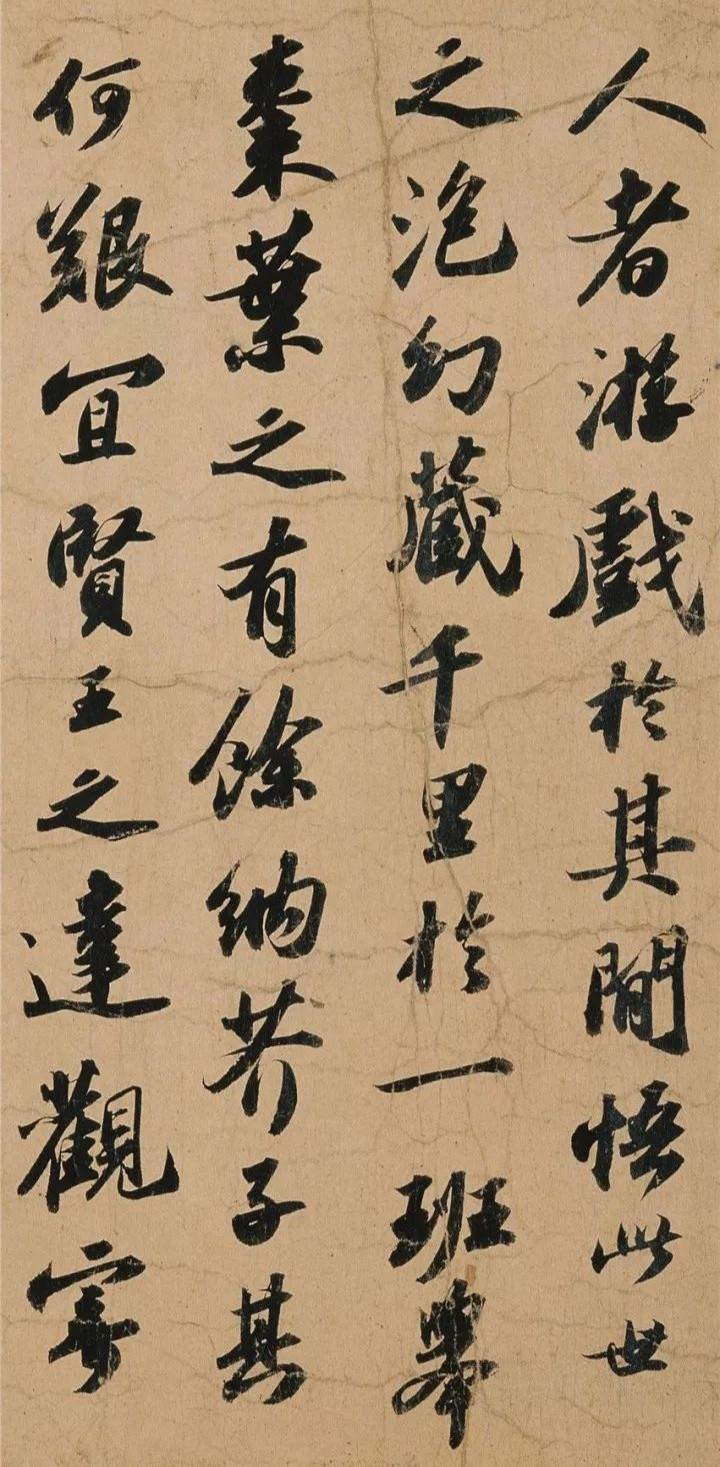 人者游戲於其間悟此世
之泡幻藏千里於一班舉
棗葉之有餘納芥子其
何艱宜賢王之達觀寄